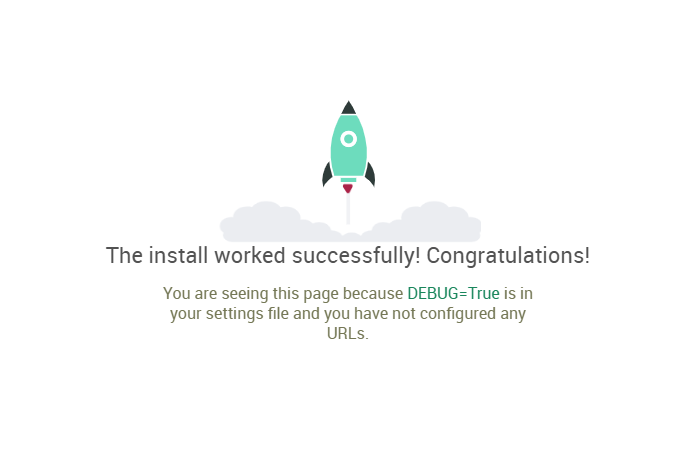 The install worked successfully! Congratulations!
You are seeing this page because DEBUG=True is in
your settings file and you have not configured any
URLs.